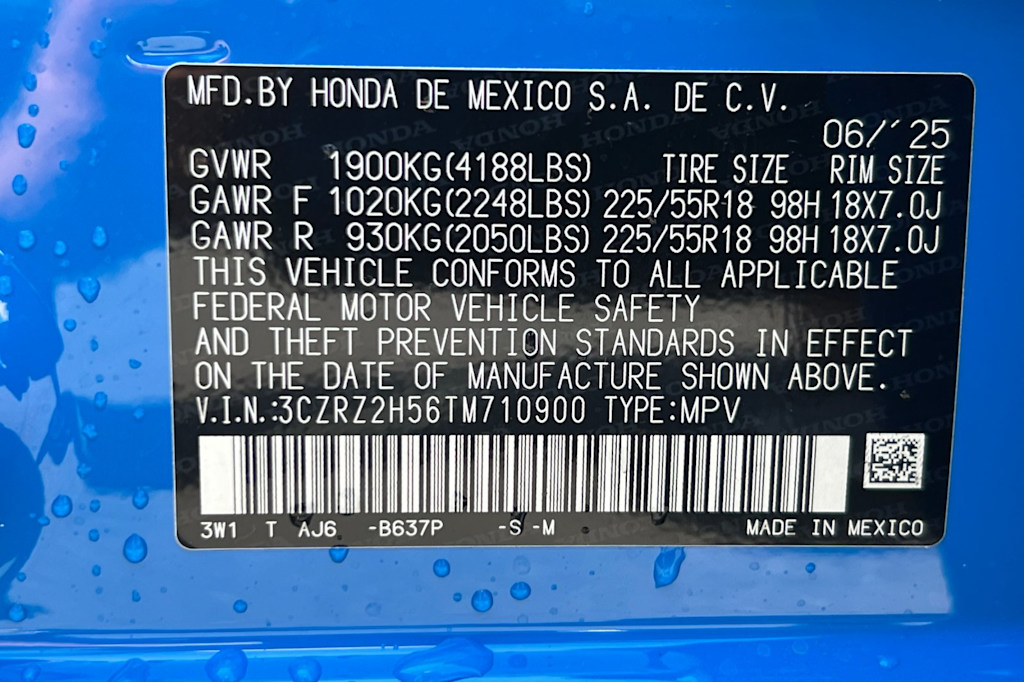 MFD.BY HONDA DE MEXICO S.A. DE C.V.
06/´25
GVWR 1900KG(4188LBS) TIRE SIZE RIM SIZE
GAWR F 1020KG(2248LBS) 225/55R18 98H 18X7.0J
GAWR R 930KG(2050LBS) 225/55R18 98H 18X7.0J
THIS VEHICLE CONFORMS TO ALL APPLICABLE
FEDERAL MOTOR VEHICLE SAFETY
AND THEFT PREVENTION STANDARDS IN EFFECT
ON THE DATE OF MANUFACTURE SHOWN ABOVE.
V.I.N.:3CZRZ2H56TM710900 TYPE:MPV
3W1 T AJ6 -B637P -S -M MADE IN MEXICO